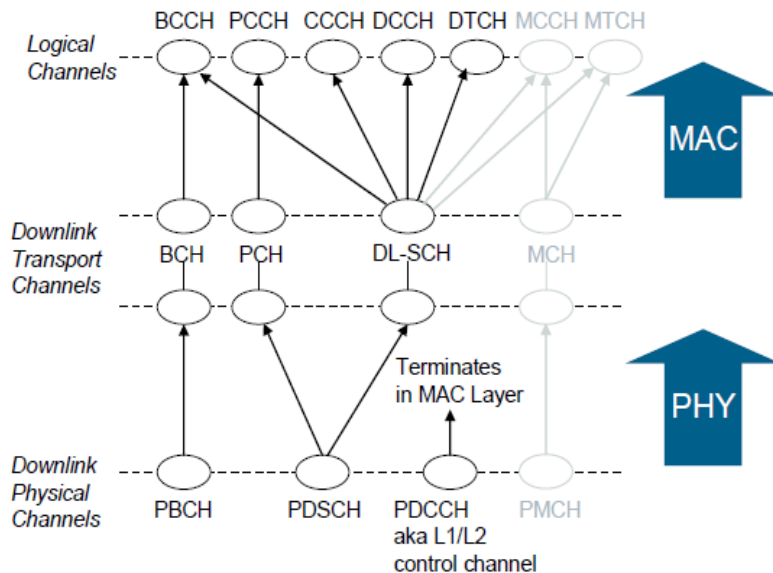 BCCH PCCH CCCH DCCH DTCH MCCH MTCH
Logical
Channels
MAC
Downlink
Transport
Channels
BCH PCH DL-SCH MCH
Terminates
in MAC Layer
PHY
Downlink
Physical
Channels
PBCH PDSCH PDCCH PMCH
aka L1/L2
control channel